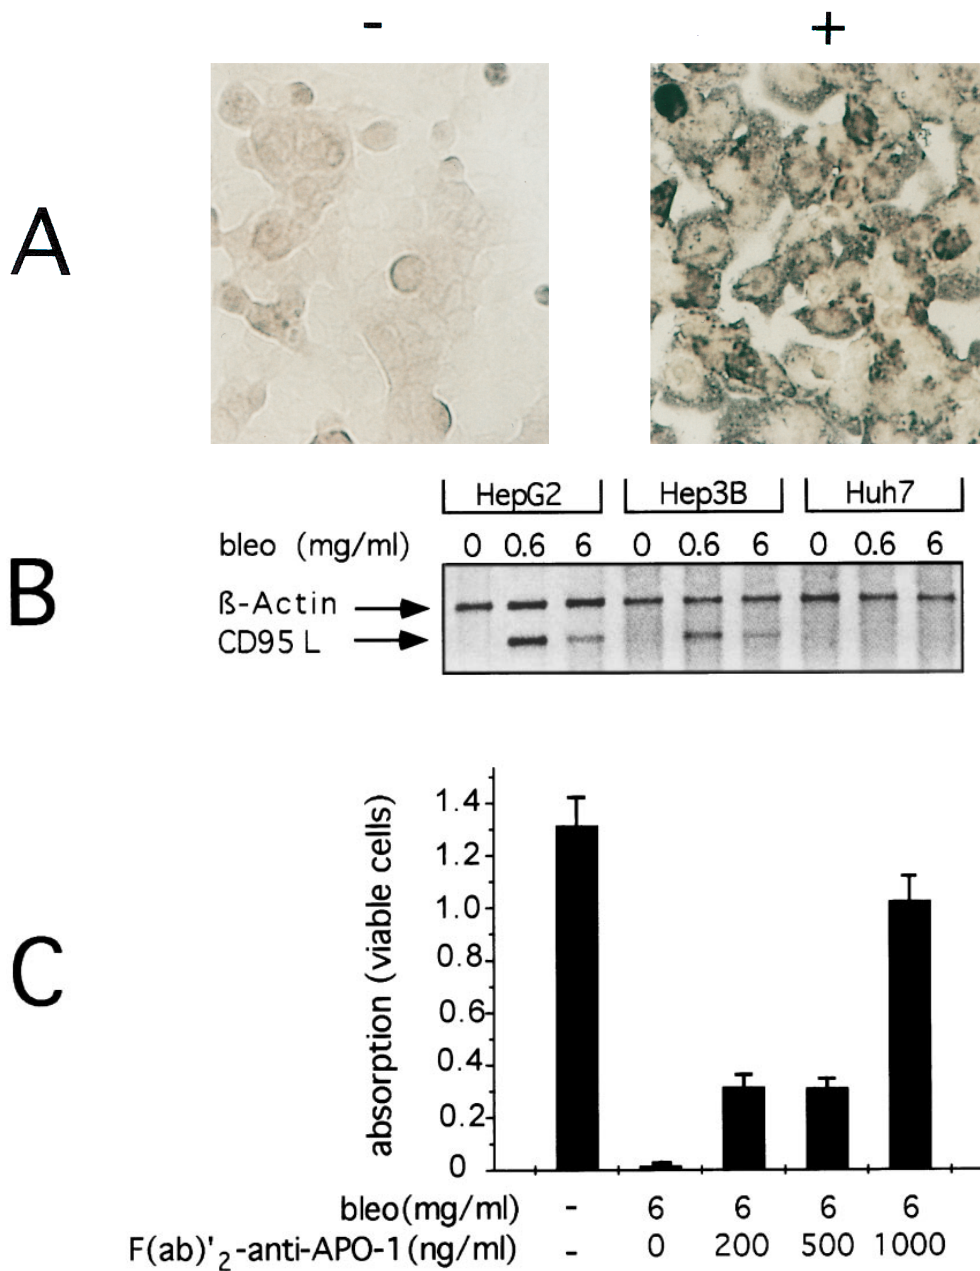 - +
A
HepG2 Hep3B Huh7
bleo (mg/ml) 0 0.6 6 0 0.6 6 0 0.6 6
B
ß-Actin
CD95 L
C
absorption (viable cells)
1.4
1.2
1.0
0.8
0.6
0.4
0.2
0
bleo(mg/ml) - 6 6 6 6
F(ab)'2-anti-APO-1(ng/ml) - 0 200 500 1000